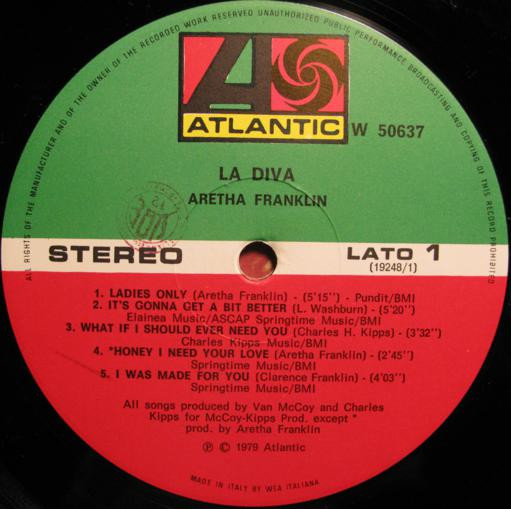 ALL RIGHTS OF THE MANUFACTURER AND OF THE OWNER OF THE RECORDED WORK RESERVED UNAUTHORIZED PUBLIC PERFORMANCE BROADCASTING AND COPYING OF THIS RECORD PROHIBITED
A
ATLANTIC
W 50637
LA DIVA
ARETHA FRANKLIN
STEREO
LATO 1
(19248/1)
1. LADIES ONLY (Aretha Franklin) - (5'15'') - Pundit/BMI
2. IT'S GONNA GET A BIT BETTER (L. Washburn) - (5'20'')
Elainea Music/ASCAP Springtime Music/BMI
3. WHAT IF I SHOULD EVER NEED YOU (Charles H. Kipps) - (3'32'')
Charles Kipps Music/BMI
4. *HONEY I NEED YOUR LOVE (Aretha Franklin) - (2'45'')
Springtime Music/BMI
5. I WAS MADE FOR YOU (Clarence Franklin) - (4'03'')
Springtime Music/BMI
All songs produced by Van McCoy and Charles
Kipps for McCoy-Kipps Prod. except *
prod. by Aretha Franklin
℗ © 1979 Atlantic
MADE IN ITALY BY WEA ITALIANA